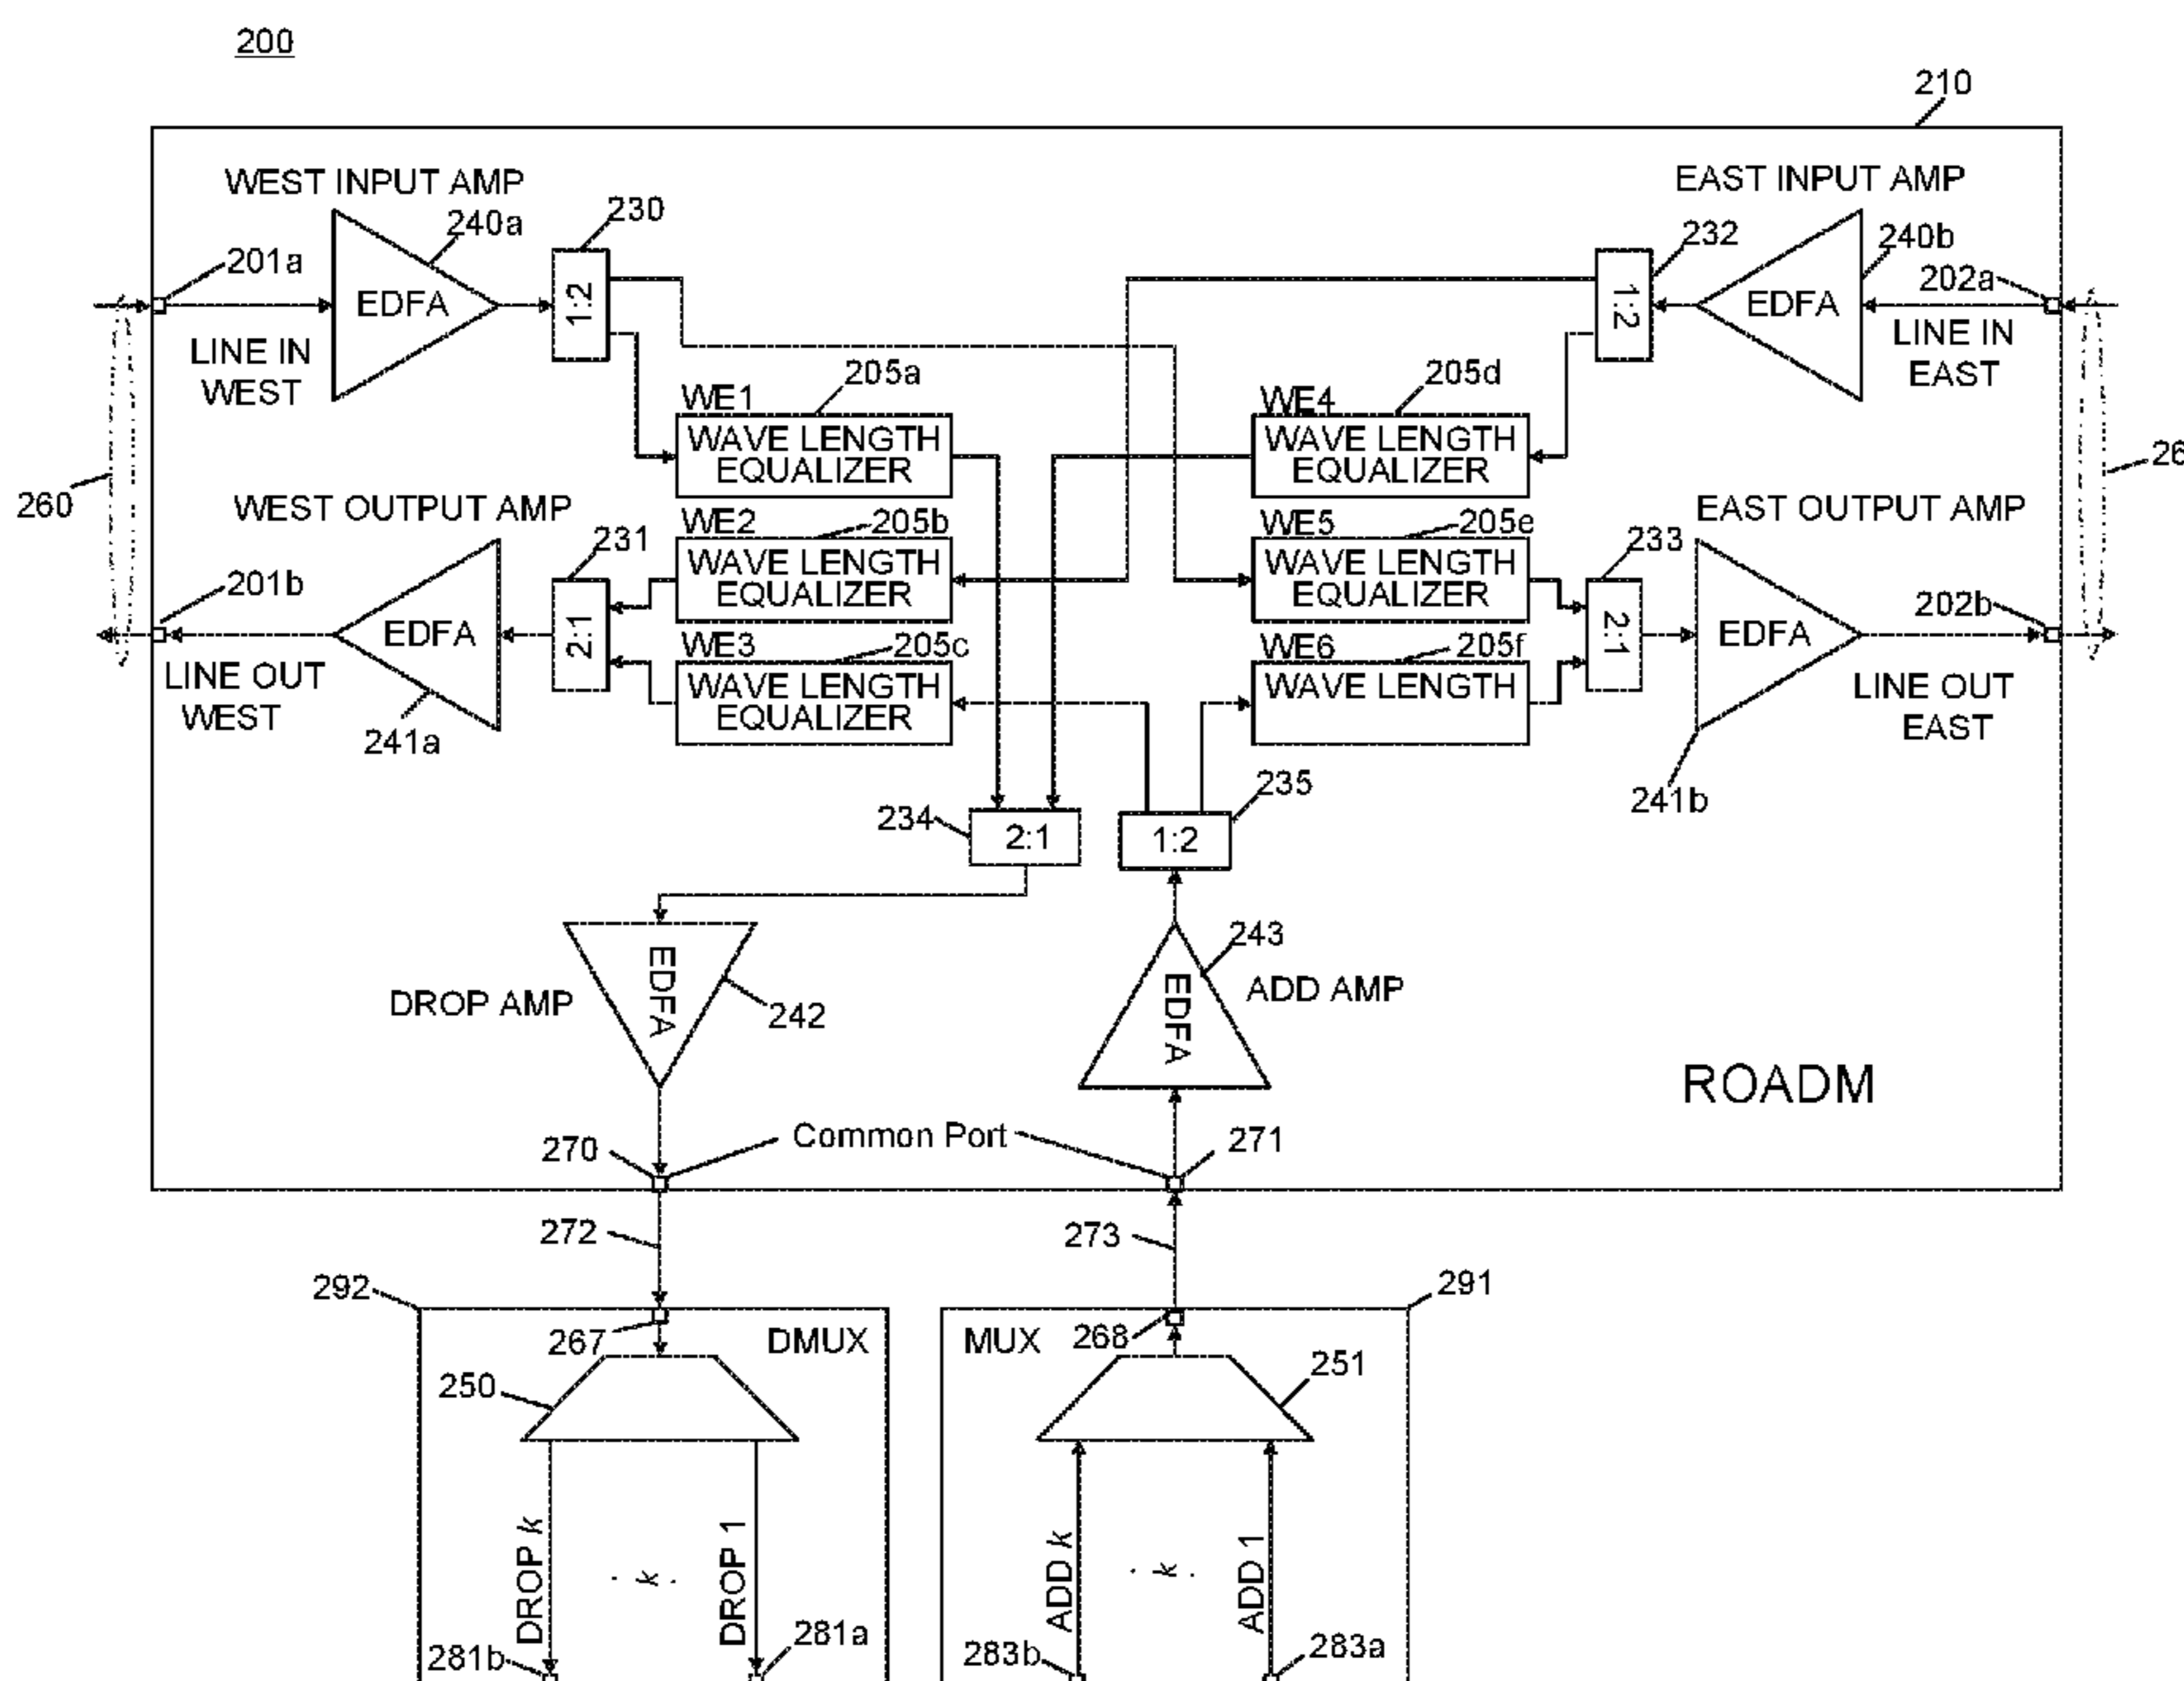 200
210
WEST INPUT AMP
EAST INPUT AMP
230
240a
232
240b
201a
202a
EDFA
1:2
1:2
EDFA
LINE IN
WEST
LINE IN
EAST
205a
205d
WE1
WE4
WAVE LENGTH
EQUALIZER
WAVE LENGTH
EQUALIZER
260
26
WEST OUTPUT AMP
EAST OUTPUT AMP
231
WE2
205b
WE5
205e
233
WAVE LENGTH
EQUALIZER
WAVE LENGTH
EQUALIZER
201b
202b
EDFA
2:1
2:1
EDFA
WE3
205c
WE6
205f
LINE OUT
WEST
WAVE LENGTH
EQUALIZER
WAVE LENGTH
LINE OUT
EAST
241a
241b
234
2:1
1:2
235
243
DROP AMP
EDFA
242
EDFA
ADD AMP
ROADM
270
Common Port
271
272
273
292
291
267
DMUX
MUX
268
250
251
DROP k
k
DROP 1
ADD k
k
ADD 1
281b
281a
283b
283a